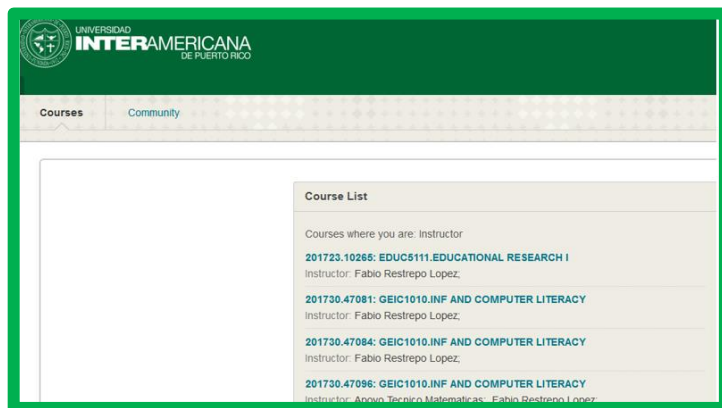 UNIVERSIDAD
INTERAMERICANA
DE PUERTO RICO
Courses
Community
Course List
Courses where you are: Instructor
201723.10265: EDUC5111.EDUCATIONAL RESEARCH I
Instructor: Fabio Restrepo Lopez;
201730.47081: GEIC1010.INF AND COMPUTER LITERACY
Instructor: Fabio Restrepo Lopez;
201730.47084: GEIC1010.INF AND COMPUTER LITERACY
Instructor: Fabio Restrepo Lopez;
201730.47096: GEIC1010.INF AND COMPUTER LITERACY
Instructor: Apoyo Tecnico Matematicas; Fabio Restrepo Lopez;